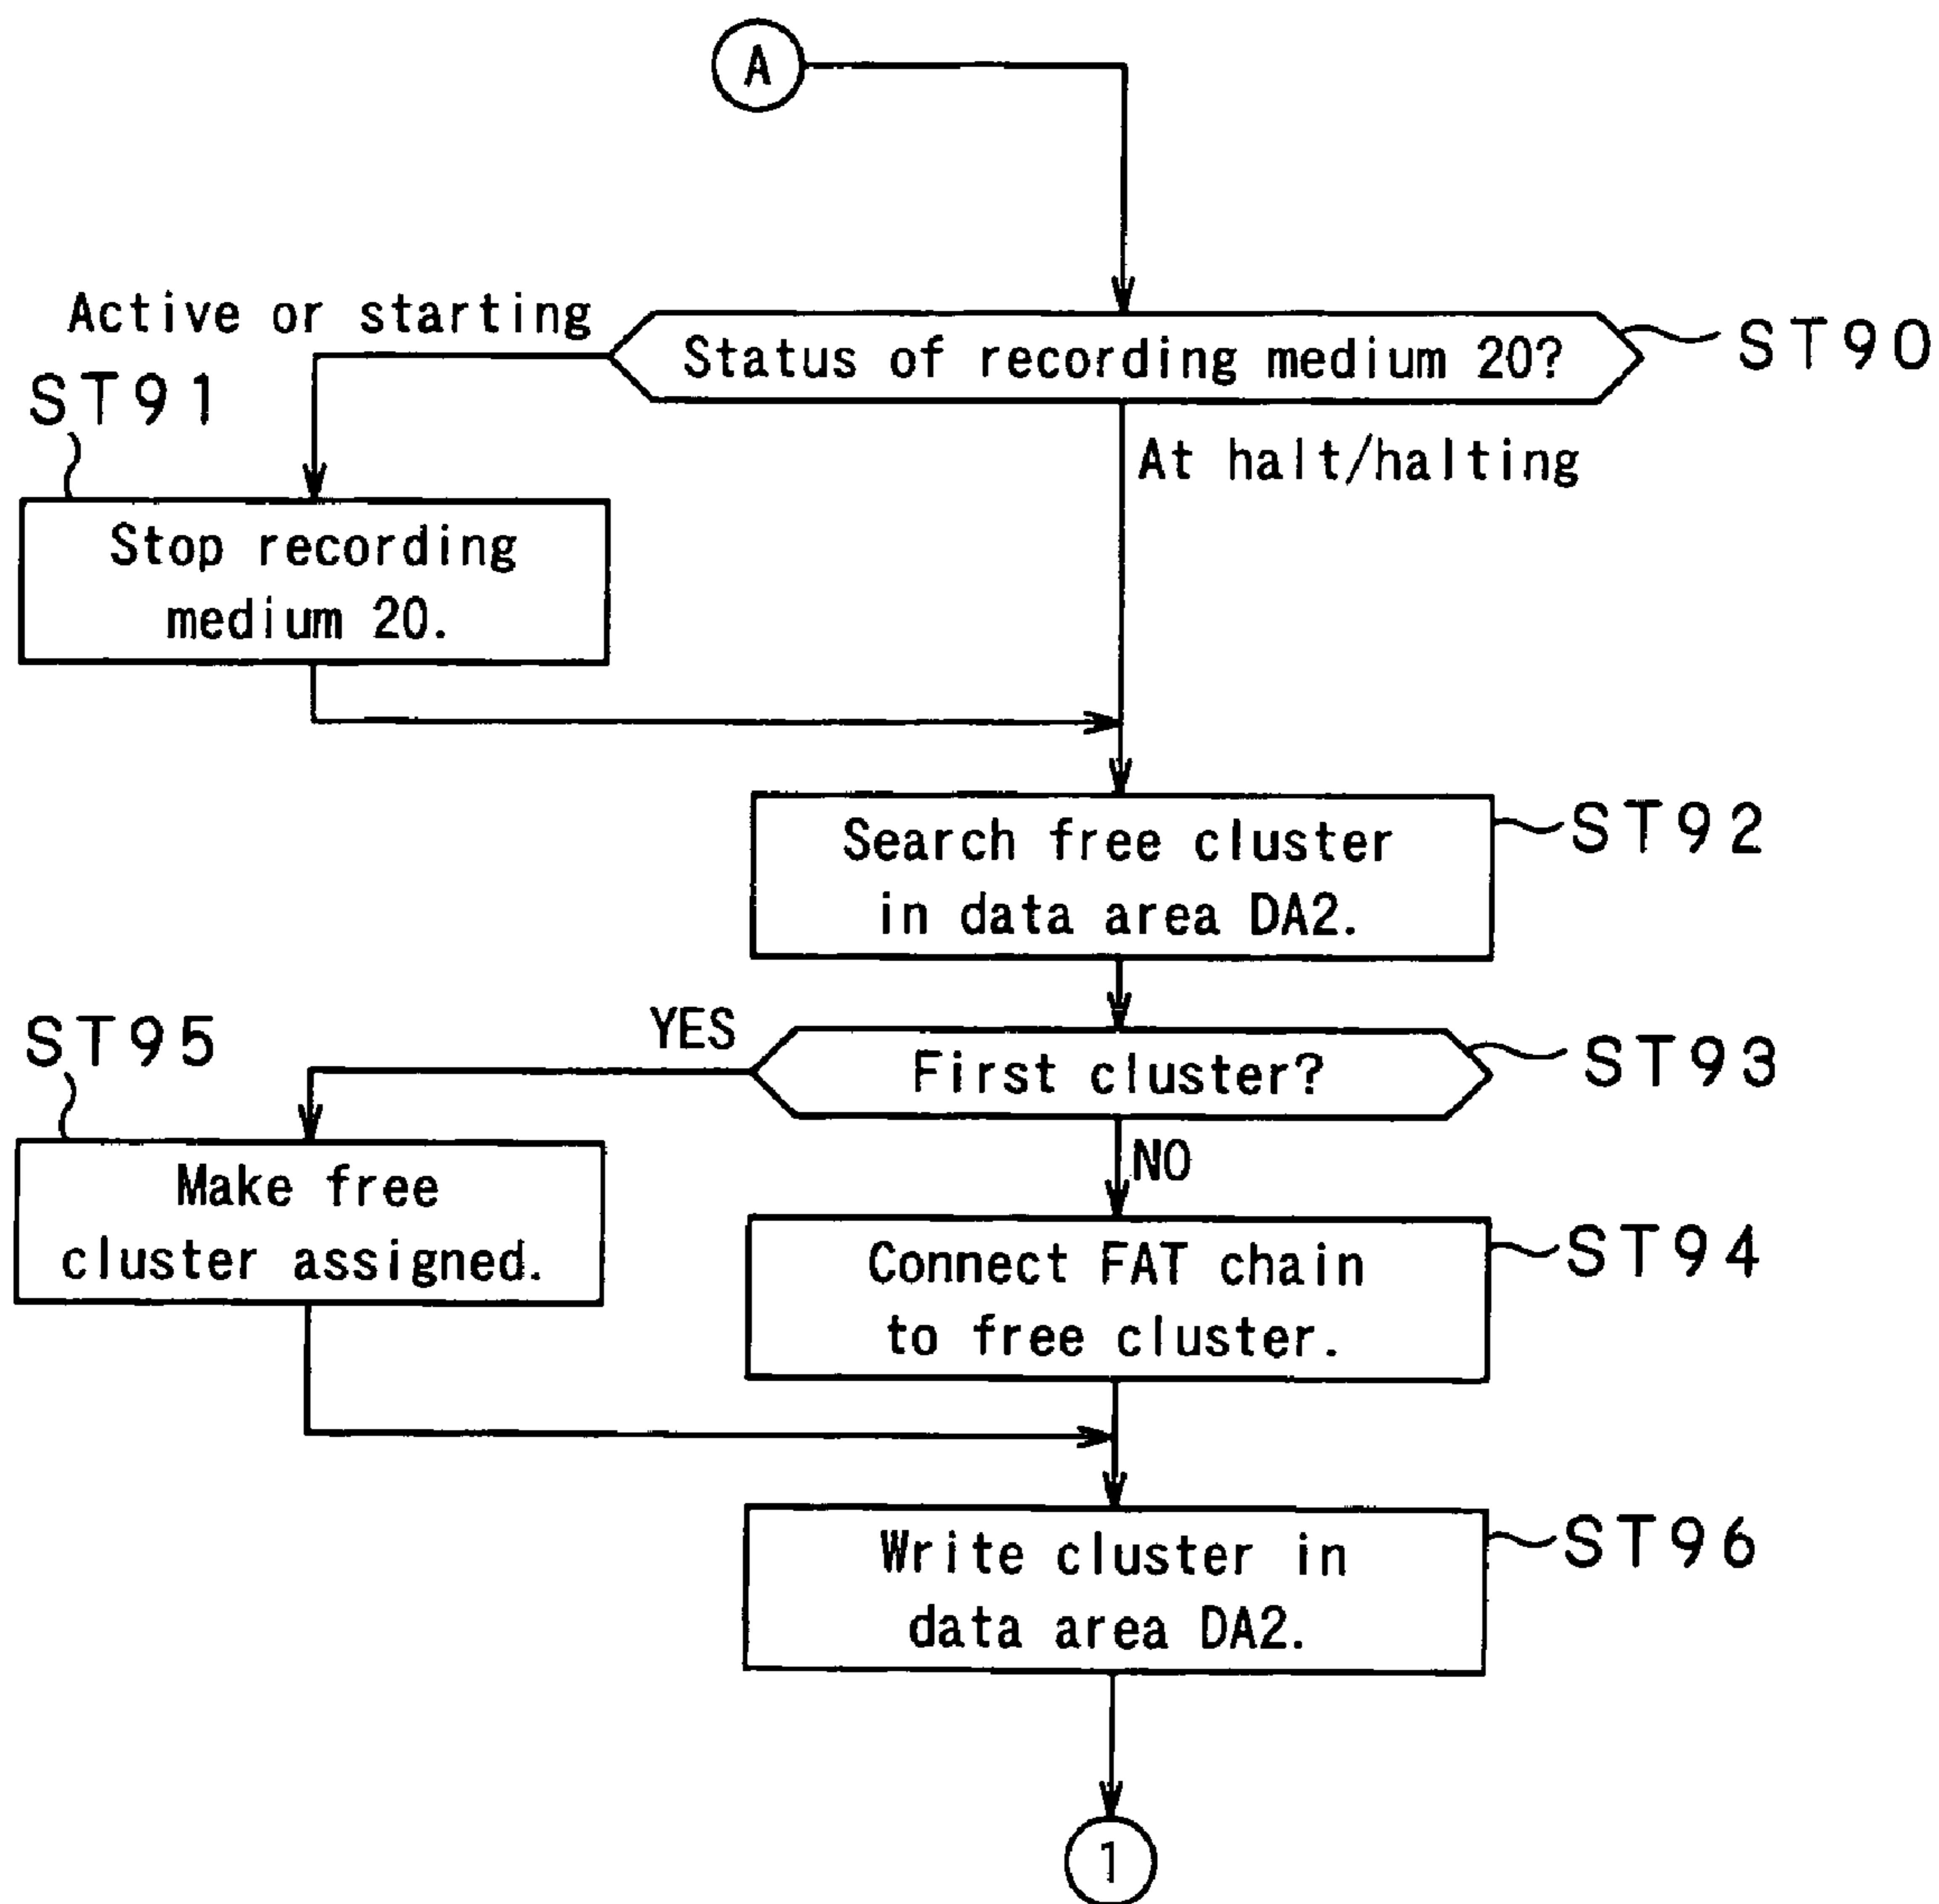 A
Active or starting
Status of recording medium 20?
ST90
ST91
At halt/halting
Stop recording
medium 20.
Search free cluster
in data area DA2.
ST92
YES
ST95
First cluster?
ST93
NO
Make free
cluster assigned.
Connect FAT chain
to free cluster.
ST94
Write cluster in
data area DA2.
ST96
1